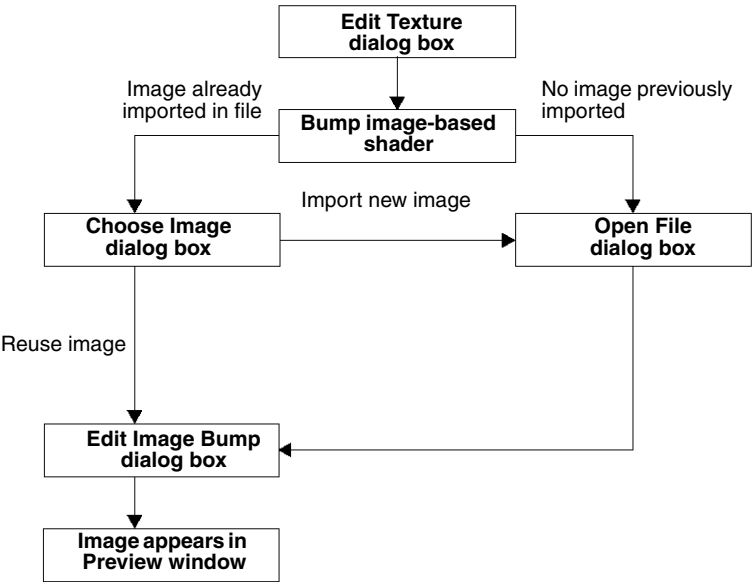 Edit Texture
dialog box
Image already
imported in file
No image previously
imported
Bump image-based
shader
Import new image
Choose Image
dialog box
Open File
dialog box
Reuse image
Edit Image Bump
dialog box
Image appears in
Preview window